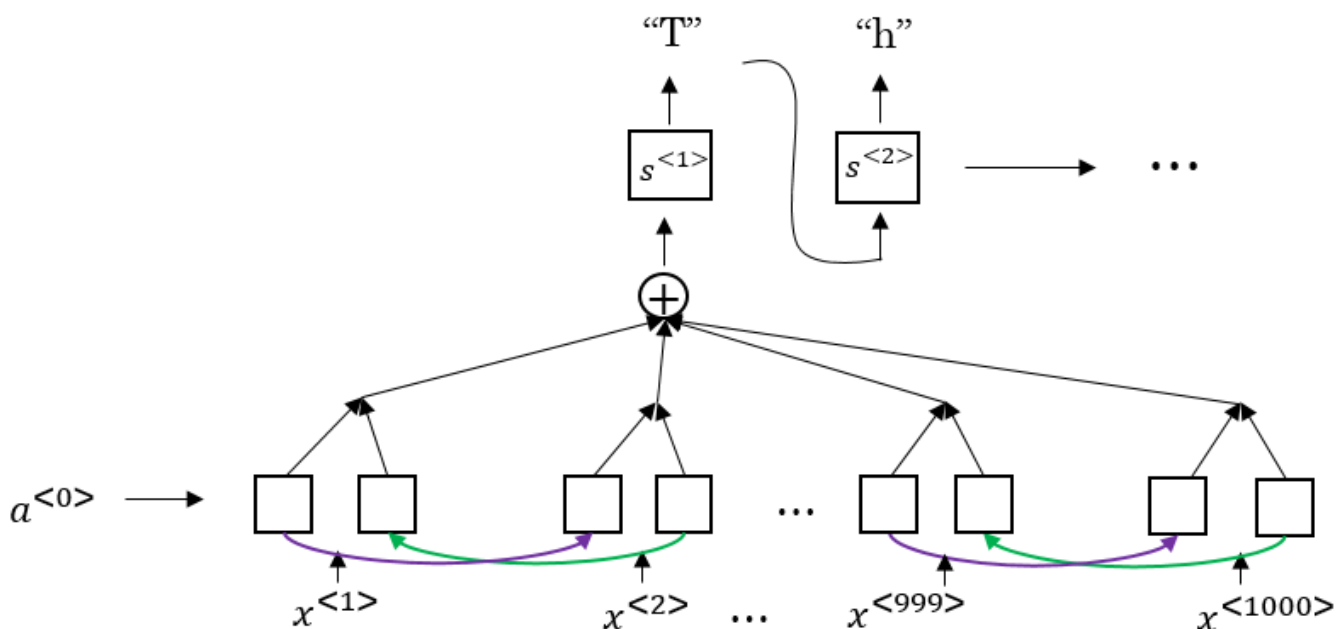 “T” “h”
s<1> s<2> ...
+
a<0> ...
x<1> x<2> ... x<999> x<1000>